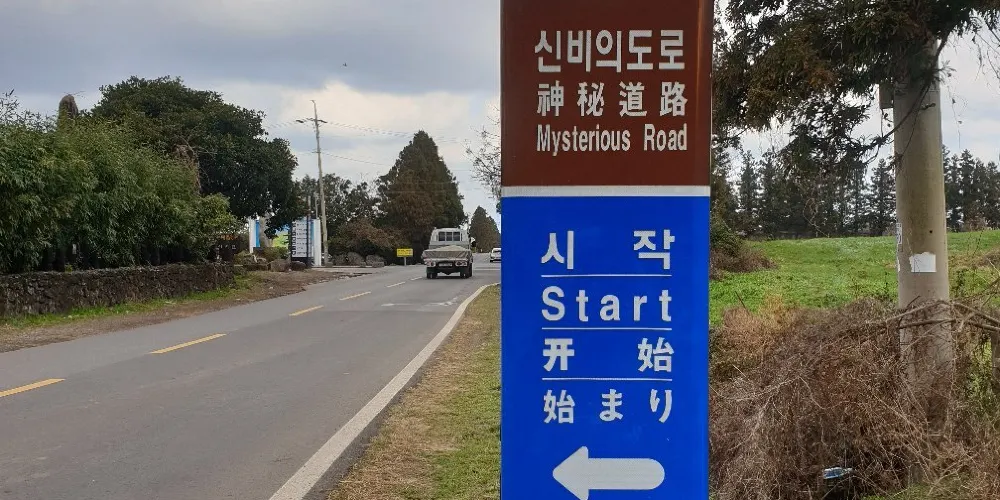 신비의도로
神秘道路
Mysterious Road
시작
Start
开始
始まり